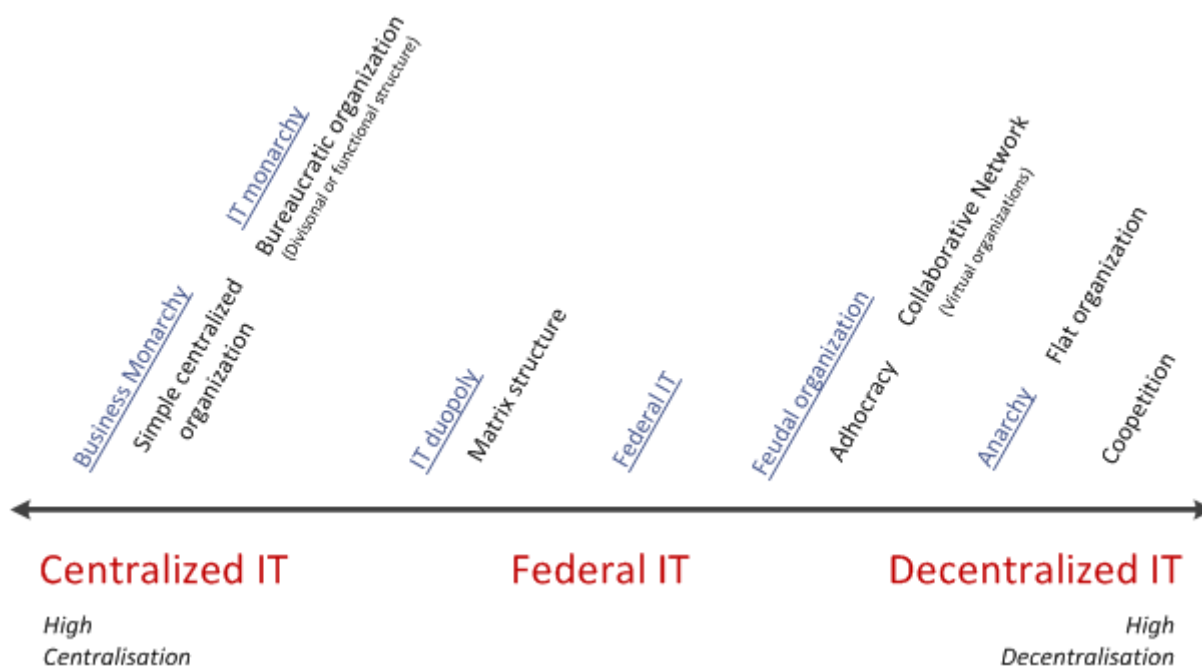 Business Monarchy
Simple centralized
organization
IT monarchy
Bureaucratic organization
(Divisonal or functional structure)
IT duopoly
Matrix structure
Federal IT
Feudal organization
Adhocracy
Collaborative Network
(Virtual organizations)
Anarchy
Flat organization
Coopetition
Centralized IT
Federal IT
Decentralized IT
High
Centralisation
High
Decentralisation